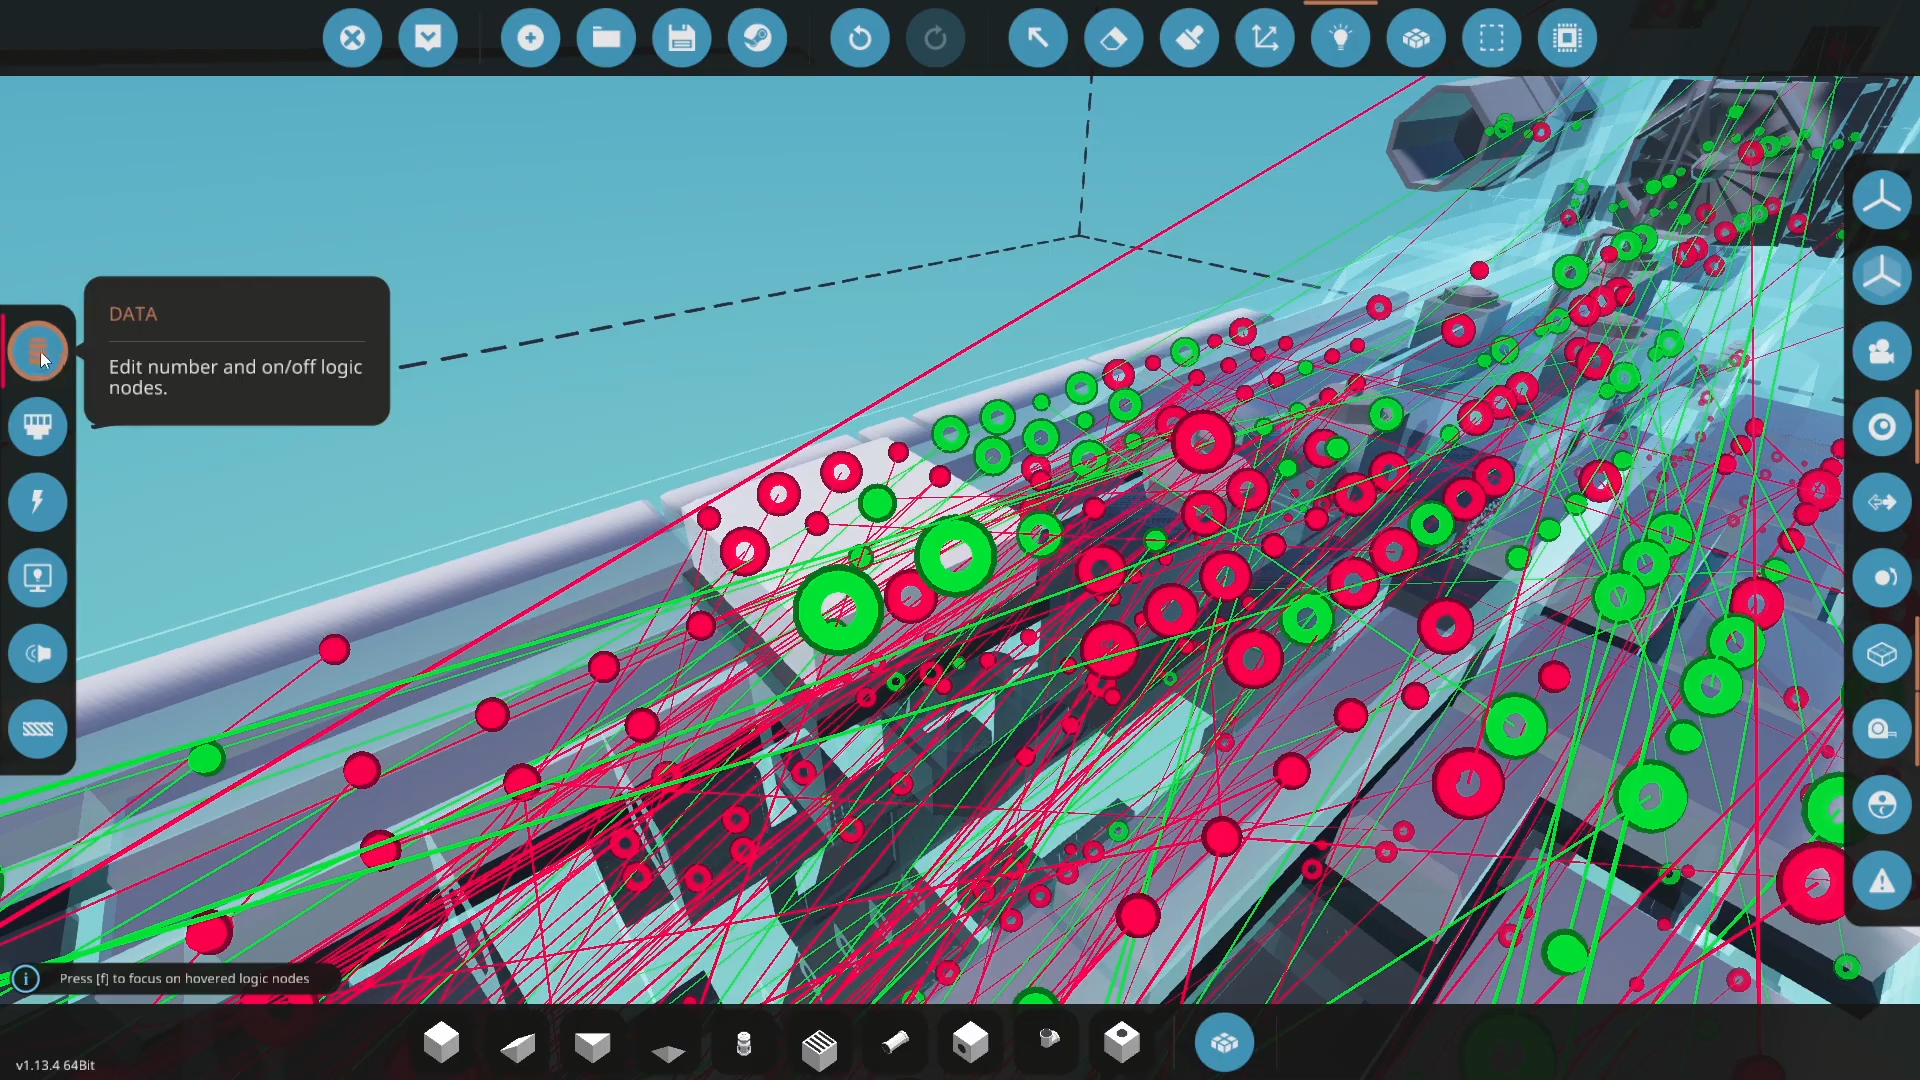 DATA
Edit number and on/off logic
nodes.
Press [f] to focus on hovered logic nodes
v1.13.4 64Bit